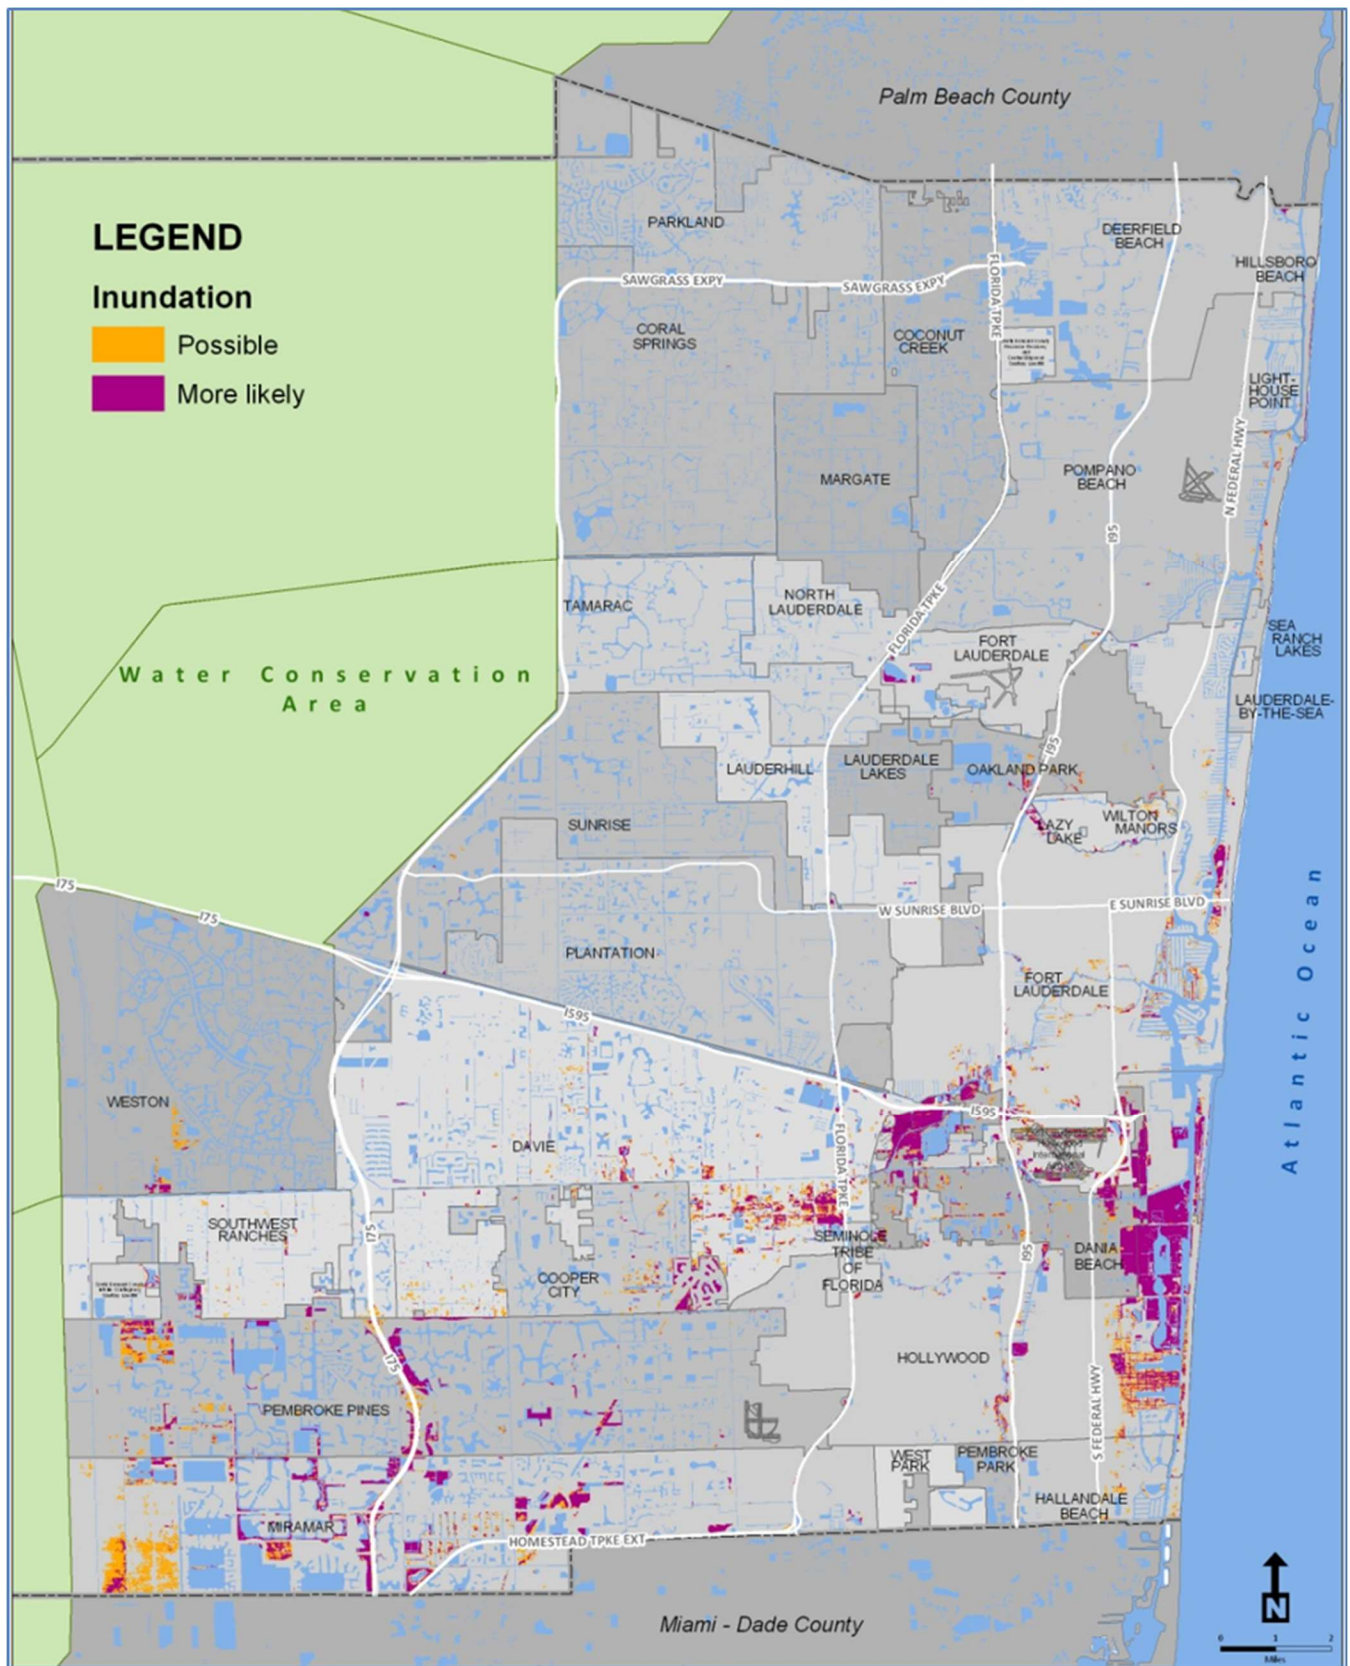 Palm Beach County
LEGEND
Inundation
Possible
More likely
PARKLAND
DEERFIELD
BEACH
HILLSBORO
BEACH
SAWGRASS EXPY
SAWGRASS EXPY
FLORIDA TPKE
CORAL
SPRINGS
COCONUT
CREEK
LIGHT-
HOUSE
POINT
MARGATE
POMPANO
BEACH
N FEDERAL HWY
I95
TAMARAC
NORTH
LAUDERDALE
FLORIDA TPKE
FORT
LAUDERDALE
SEA
RANCH
LAKES
Water Conservation
Area
LAUDERDALE-
BY-THE-SEA
LAUDERHILL
LAUDERDALE
LAKES
OAKLAND PARK
I95
SUNRISE
LAZY
LAKE
WILTON
MANORS
I75
I75
W SUNRISE BLVD
E SUNRISE BLVD
PLANTATION
FORT
LAUDERDALE
Atlantic Ocean
I595
WESTON
I595
DAVIE
FLORIDA TPKE
International
SOUTHWEST
RANCHES
I75
SEMINOLE
TRIBE
OF
FLORIDA
I95
DANIA
BEACH
COOPER
CITY
I75
HOLLYWOOD
PEMBROKE PINES
S FEDERAL HWY
WEST
PARK
PEMBROKE
PARK
MIRAMAR
HALLANDALE
BEACH
HOMESTEAD TPKE EXT
Miami - Dade County
N
0 1 2
Miles